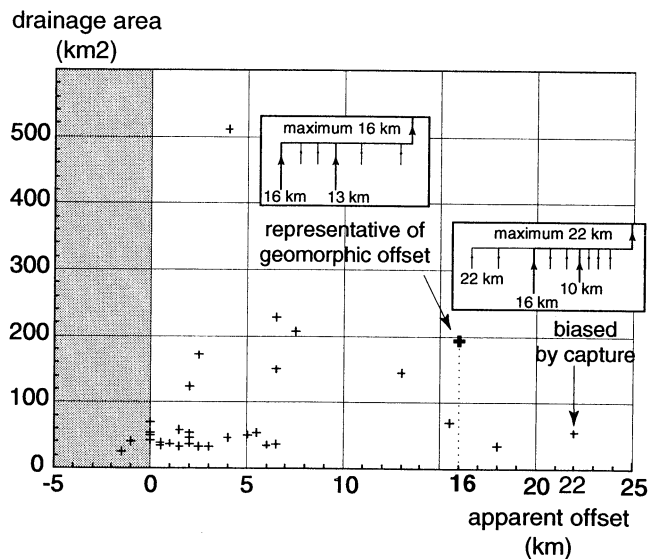 drainage area
(km2)
500
400
300
200
100
0
maximum 16 km
16 km
13 km
representative of
geomorphic offset
maximum 22 km
22 km
10 km
16 km
biased
by capture
-5
0
5
10
16
20
22
25
apparent offset
(km)